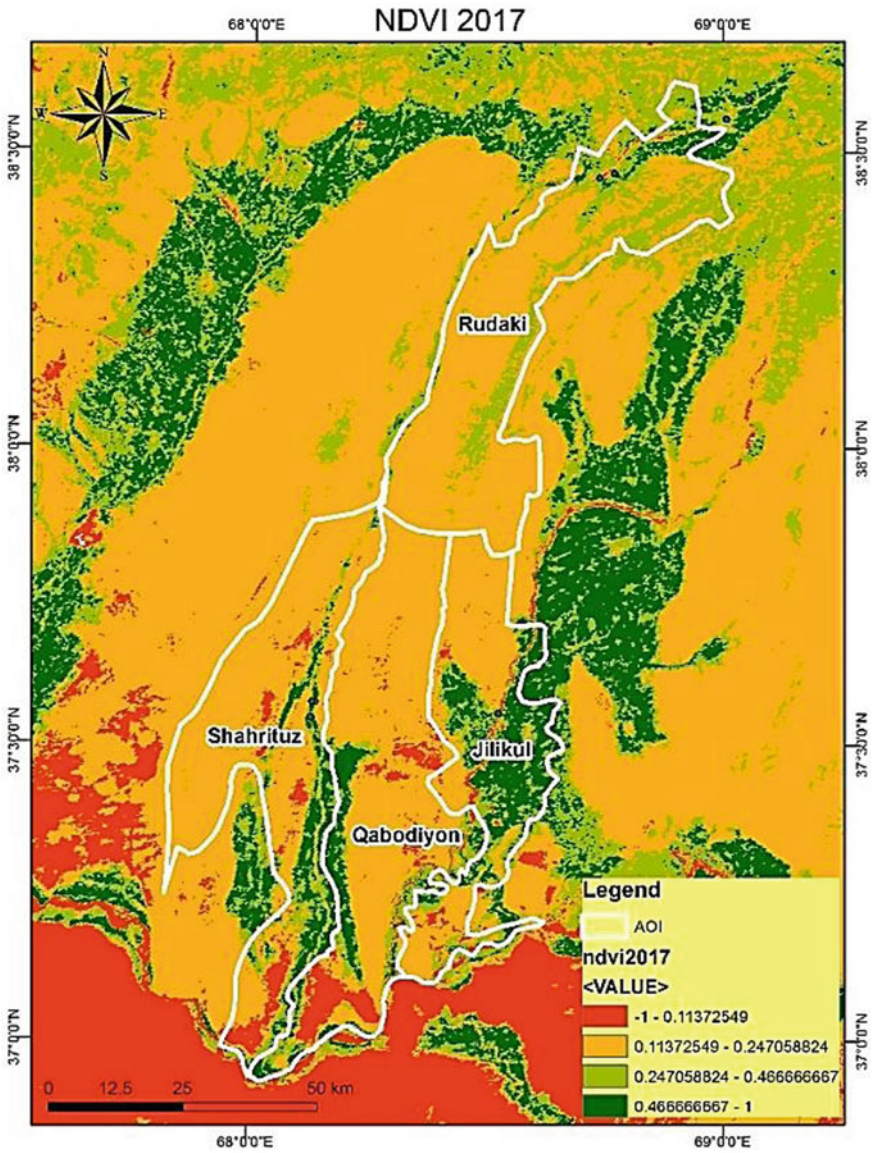 NDVI 2017
68°0'0"E
69°0'0"E
N
W
E
S
38°30'0"N
38°30'0"N
Rudaki
38°0'0"N
38°0'0"N
37°30'0"N
37°30'0"N
Shahrituz
Jilikul
Qabodiyon
Legend
AOI
ndvi2017
<VALUE>
-1 - 0.11372549
0.11372549 - 0.247058824
0.247058824 - 0.466666667
0.466666667 - 1
37°0'0"N
37°0'0"N
0 12.5 25 50 km
68°0'0"E
69°0'0"E